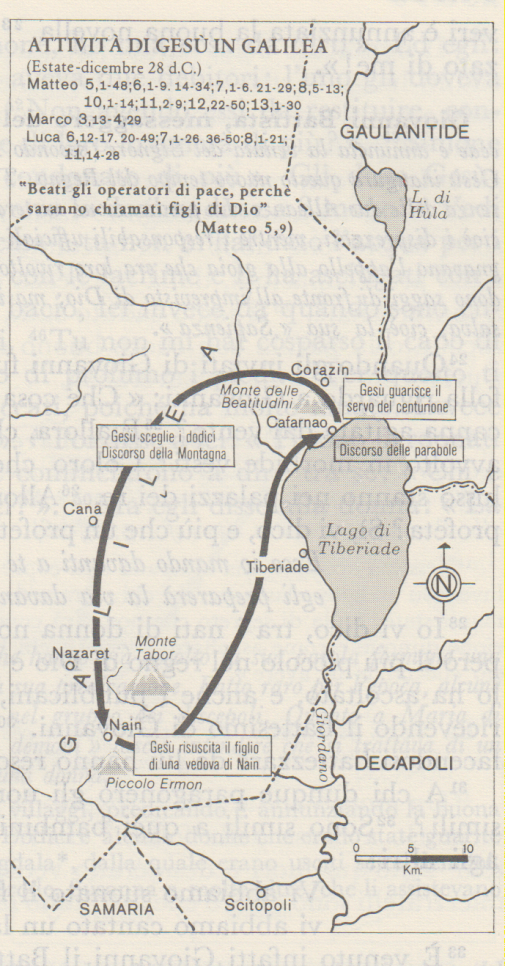 ATTIVITÀ DI GESÙ IN GALILEA
(Estate-dicembre 28 d.C.)
Matteo 5,1-48; 6,1-9. 14-34; 7,1-6. 21-29; 8,5-13;
10,1-14; 11,2-9; 12,22-50; 13,1-30
Marco 3,13-4,29
Luca 6,12-17. 20-49; 7,1-26. 36-50; 8,1-21;
11,14-28
"Beati gli operatori di pace, perché
saranno chiamati figli di Dio"
(Matteo 5,9)
GAULANITIDE
L. di
Hula
Corazin
Monte delle
Beatitudini
Gesù guarisce il
servo del centurione
Cafarnao
Gesù sceglie i dodici
Discorso della Montagna
Discorso delle parabole
GALILEA
Cana
Lago di
Tiberiade
Tiberiade
N
Monte
Tabor
Nazaret
Nain
Gesù risuscita il figlio
di una vedova di Nain
Giordano
DECAPOLI
Piccolo Ermon
0 5 10
Km.
SAMARIA
Scitopoli